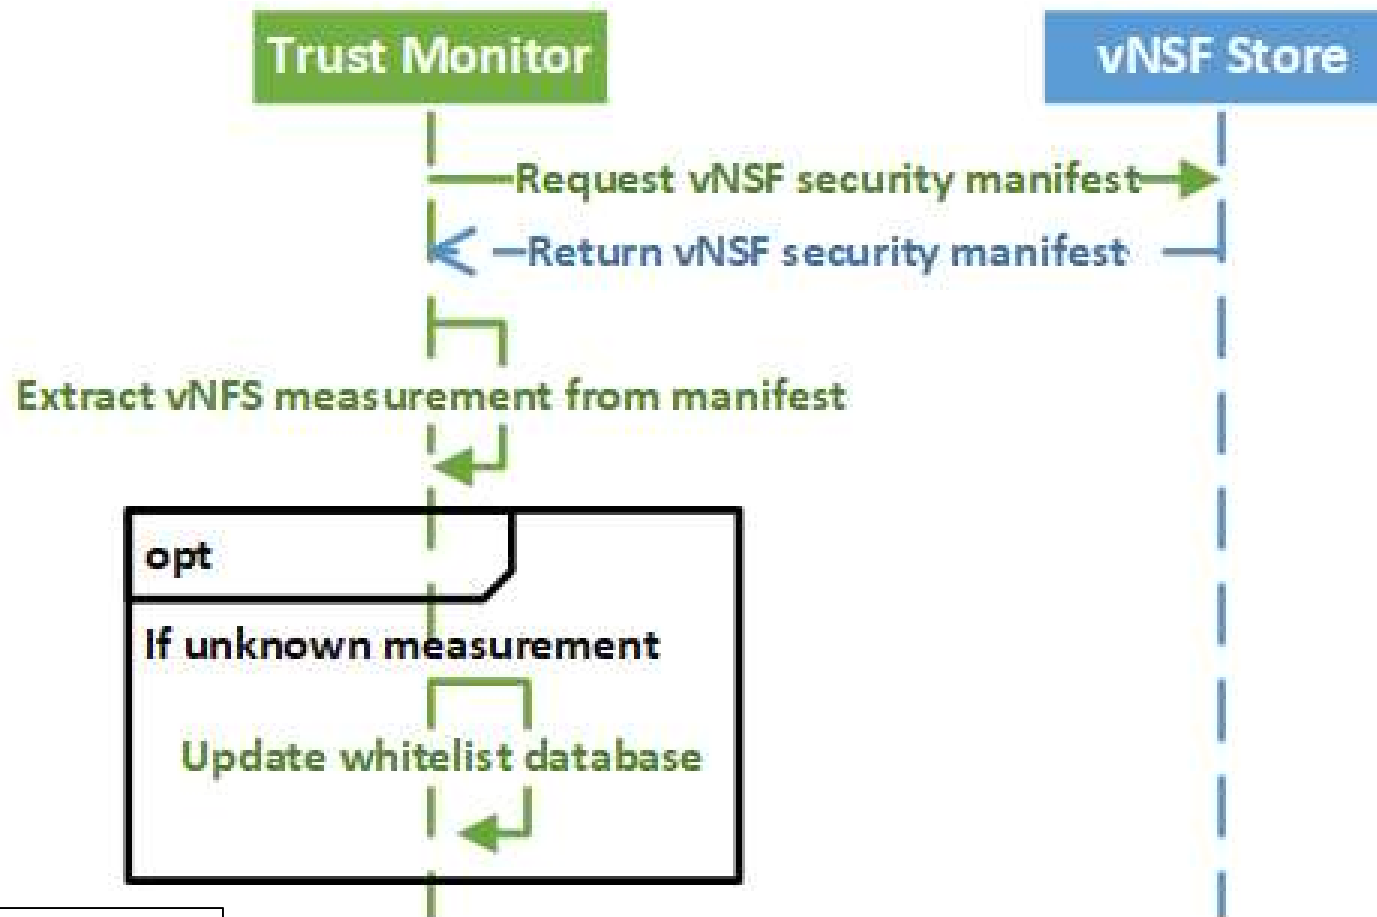 Trust Monitor
vNSF Store
Request vNSF security manifest
Return vNSF security manifest
Extract vNFS measurement from manifest
opt
If unknown measurement
Update whitelist database